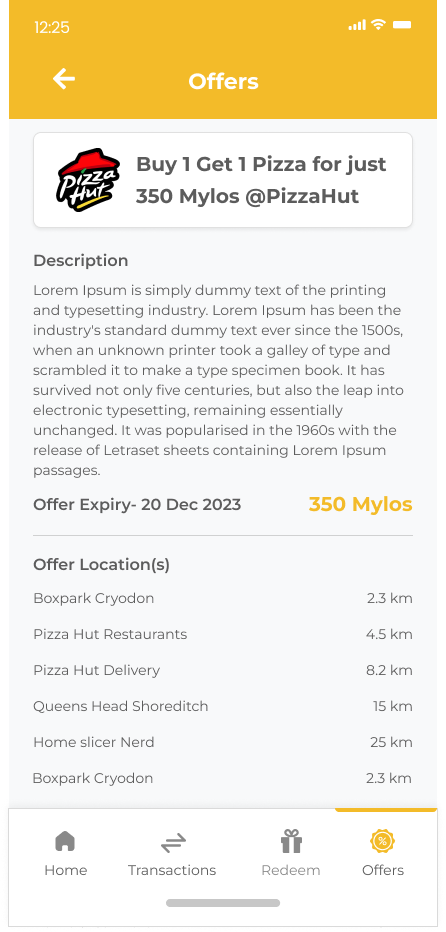 12:25
Offers
Pizza
Hut
Buy 1 Get 1 Pizza for just
350 Mylos @PizzaHut
Description
Lorem Ipsum is simply dummy text of the printing
and typesetting industry. Lorem Ipsum has been the
industry's standard dummy text ever since the 1500s,
when an unknown printer took a galley of type and
scrambled it to make a type specimen book. It has
survived not only five centuries, but also the leap into
electronic typesetting, remaining essentially
unchanged. It was popularised in the 1960s with the
release of Letraset sheets containing Lorem Ipsum
passages.
Offer Expiry- 20 Dec 2023 350 Mylos
Offer Location(s)
Boxpark Cryodon 2.3 km
Pizza Hut Restaurants 4.5 km
Pizza Hut Delivery 8.2 km
Queens Head Shoreditch 15 km
Home slicer Nerd 25 km
Boxpark Cryodon 2.3 km
%
Home Transactions Redeem Offers